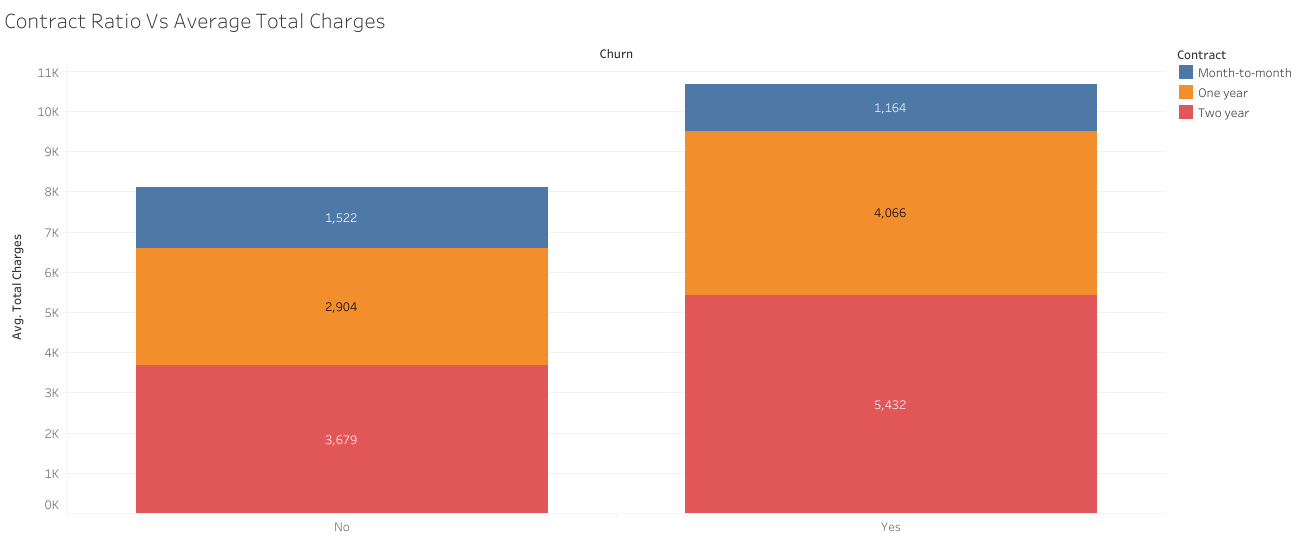 Contract Ratio Vs Average Total Charges
Churn
Contract
Month-to-month
One year
Two year
Avg. Total Charges
11K
10K
9K
8K
7K
6K
5K
4K
3K
2K
1K
0K
1,522
2,904
3,679
1,164
4,066
5,432
No
Yes